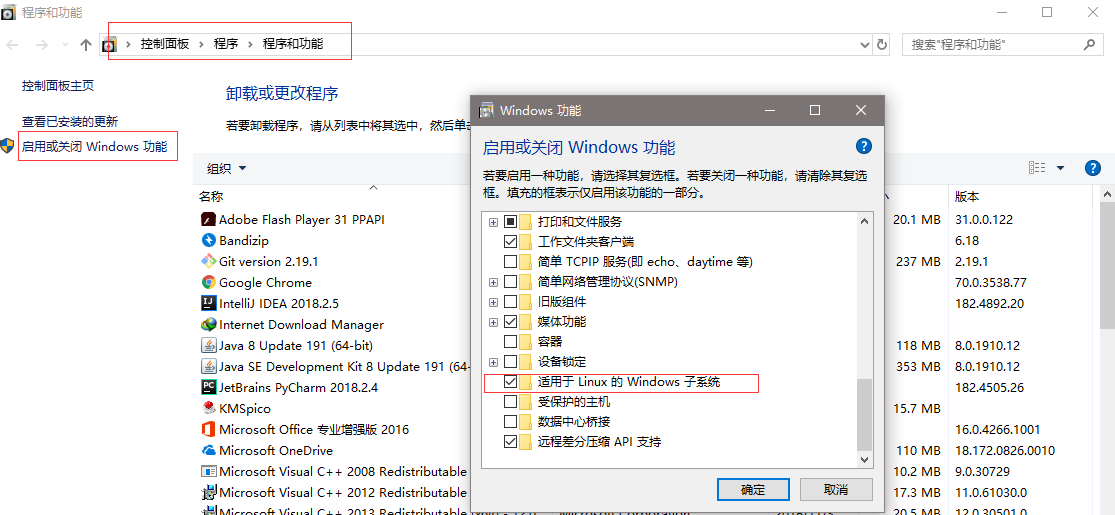 程序和功能
控制面板 › 程序 › 程序和功能
搜索"程序和功能"
控制面板主页
查看已安装的更新
启用或关闭 Windows 功能
卸载或更改程序
若要卸载程序，请从列表中将其选中，然后单击
组织
名称
版本
Adobe Flash Player 31 PPAPI 20.1 MB 31.0.0.122
Bandizip 6.18
Git version 2.19.1 237 MB 2.19.1
Google Chrome 70.0.3538.77
IntelliJ IDEA 2018.2.5 182.4892.20
Internet Download Manager
Java 8 Update 191 (64-bit) 118 MB 8.0.1910.12
Java SE Development Kit 8 Update 191 (64- 353 MB 8.0.1910.12
JetBrains PyCharm 2018.2.4 182.4505.26
KMSpico 15.7 MB
Microsoft Office 专业增强版 2016 16.0.4266.1001
Microsoft OneDrive 110 MB 18.172.0826.0010
Microsoft Visual C++ 2008 Redistributable 10.2 MB 9.0.30729
Microsoft Visual C++ 2012 Redistributable 17.3 MB 11.0.61030.0
20.5 MB 12.0.30501.0
Windows 功能
启用或关闭 Windows 功能
若要启用一种功能，请选择其复选框。若要关闭一种功能，请清除其复选
框。填充的框表示仅启用该功能的一部分。
打印和文件服务
工作文件夹客户端
简单 TCPIP 服务(即 echo、daytime 等)
简单网络管理协议(SNMP)
旧版组件
媒体功能
容器
设备锁定
适用于 Linux 的 Windows 子系统
受保护的主机
数据中心桥接
远程差分压缩 API 支持
确定
取消